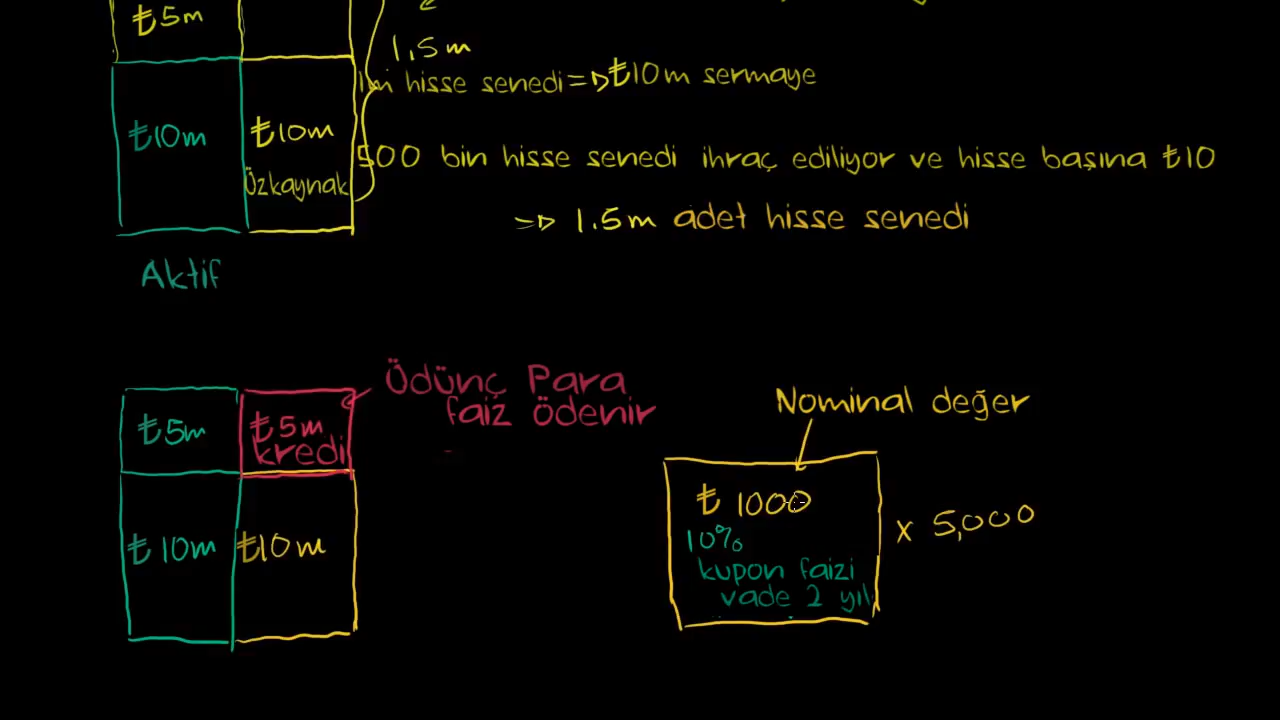 ₺5m
1,5m
1m hisse senedi => ₺10m sermaye
₺10m ₺10m
Üzkaynak
500 bin hisse senedi ihraç ediliyor ve hisse başına ₺10
=> 1.5m adet hisse senedi
Aktif
Üdünç Para
faiz ödenir
₺5m ₺5m
kredi
₺10m ₺10m
Nominal değer
₺ 1000
10%
kupon faizi
vade 2 yıl
x 5,000